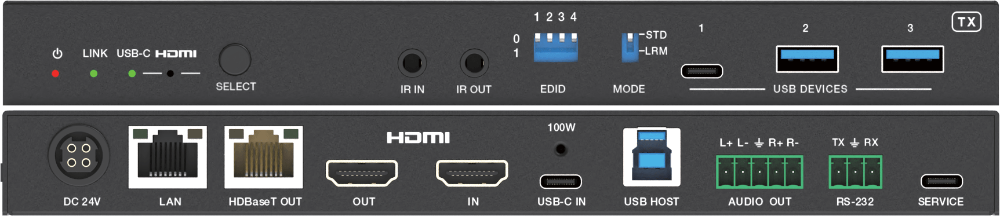 1 2 3 4
TX
1
2
3
STD
0
1
LRM
LINK
USB-C
HDMI
SELECT
IR IN
IR OUT
EDID
MODE
USB DEVICES
100W
HDMI
L+ L- R+ R-
TX RX
DC 24V
LAN
HDBaseT OUT
OUT
IN
USB-C IN
USB HOST
AUDIO OUT
RS-232
SERVICE